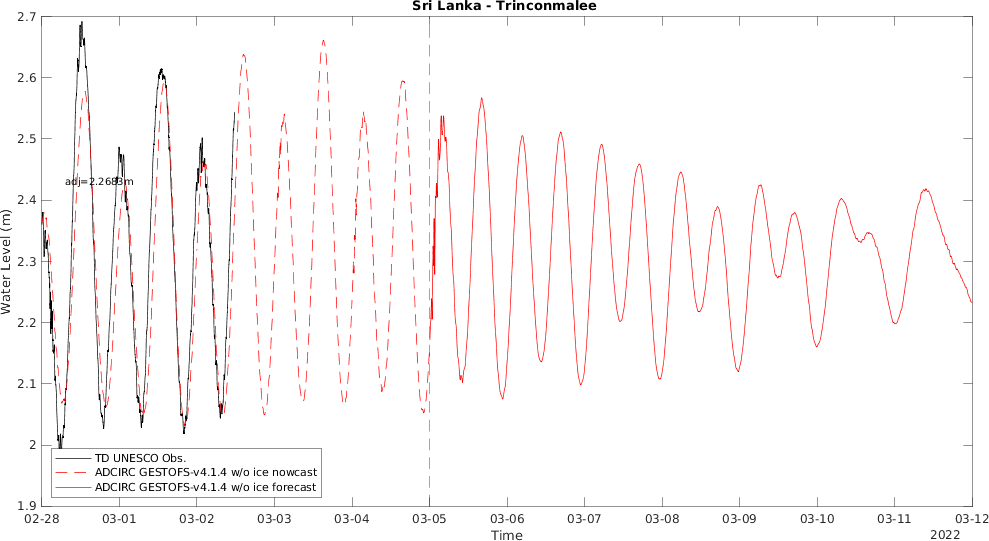 Sri Lanka - Trinconmalee
2.7
2.6
2.5
2.4
2.3
2.2
2.1
2
1.9
Water Level (m)
adj=2.2683m
TD UNESCO Obs.
ADCIRC GESTOFS-v4.1.4 w/o ice nowcast
ADCIRC GESTOFS-v4.1.4 w/o ice forecast
02-28 03-01 03-02 03-03 03-04 03-05 03-06 03-07 03-08 03-09 03-10 03-11 03-12
Time
2022